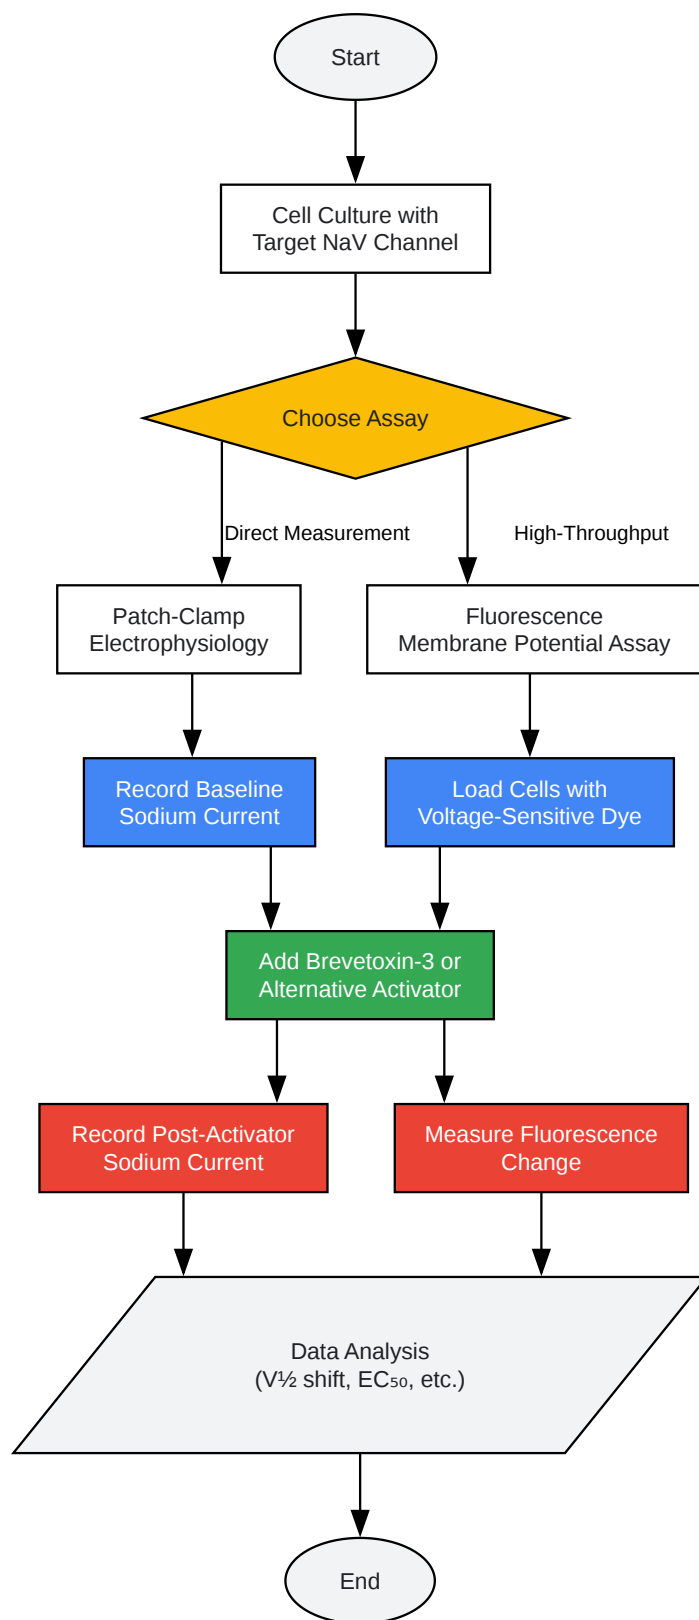 Start
Cell Culture with
Target NaV Channel
Choose Assay
Direct Measurement
High-Throughput
Patch-Clamp
Electrophysiology
Fluorescence
Membrane Potential Assay
Record Baseline
Sodium Current
Load Cells with
Voltage-Sensitive Dye
Add Brevetoxin-3 or
Alternative Activator
Record Post-Activator
Sodium Current
Measure Fluorescence
Change
Data Analysis
(V½ shift, EC₅₀, etc.)
End